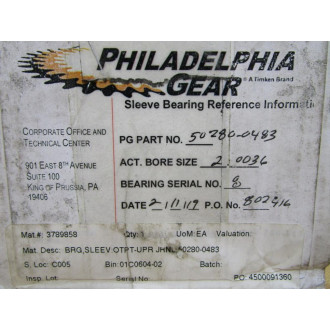 PHILADELPHIA
GEAR
® A Timken Brand
Sleeve Bearing Reference Informati
CORPORATE OFFICE AND
TECHNICAL CENTER
901 EAST 8TH AVENUE
SUITE 100
KING OF PRUSSIA, PA
19406
PG PART NO. 50280-0483
ACT. BORE SIZE 2.0036
BEARING SERIAL NO. 8
DATE 2/11/19 P.O. NO.
Mat.#: 3789858 Qty: 1 UoM: EA Valuation:
Mat. Desc: BRG,SLEEV OTPT-UPR JHN, 0280-0483
S. Loc: C005 Bin: 01C0604-02 Batch:
Insp. Lot: Serial No: PO: 4500091360